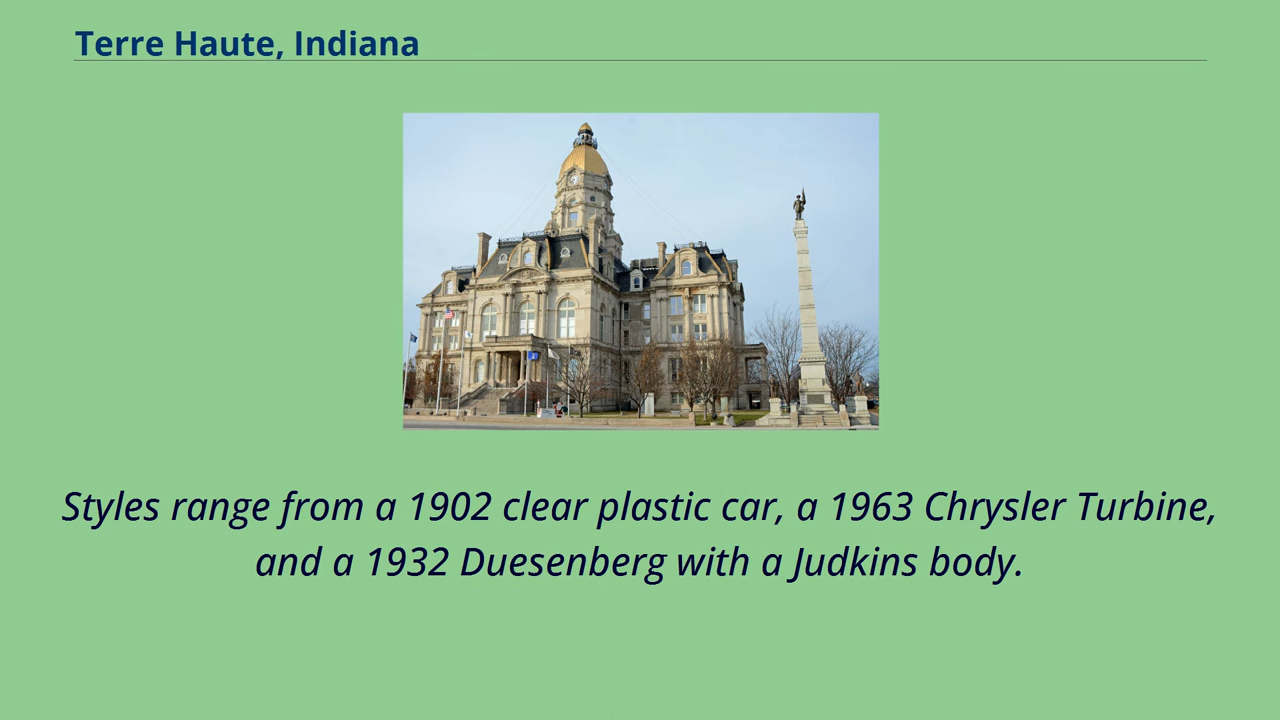 Terre Haute, Indiana
Styles range from a 1902 clear plastic car, a 1963 Chrysler Turbine,
and a 1932 Duesenberg with a Judkins body.